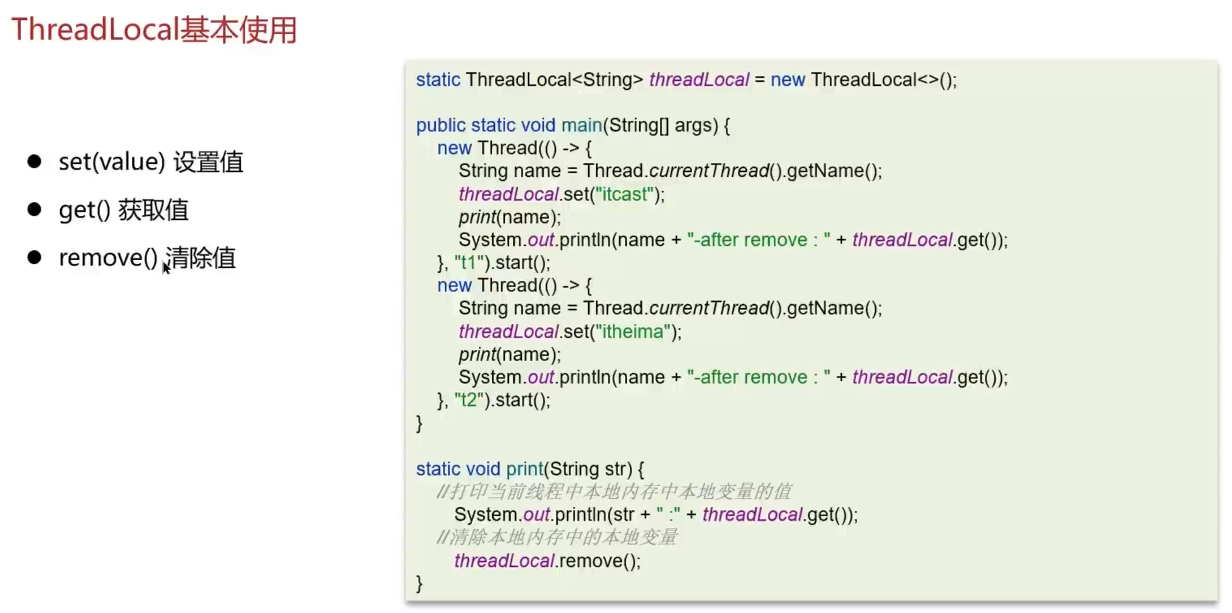 ThreadLocal基本使用
● set(value) 设置值
● get() 获取值
● remove() 清除值
static ThreadLocal<String> threadLocal = new ThreadLocal<>();
public static void main(String[] args) {
new Thread(() -> {
String name = Thread.currentThread().getName();
threadLocal.set("itcast");
print(name);
System.out.println(name + "-after remove : " + threadLocal.get());
}, "t1").start();
new Thread(() -> {
String name = Thread.currentThread().getName();
threadLocal.set("itheima");
print(name);
System.out.println(name + "-after remove : " + threadLocal.get());
}, "t2").start();
}
static void print(String str) {
//打印当前线程中本地内存中本地变量的值
System.out.println(str + " :" + threadLocal.get());
//清除本地内存中的本地变量
threadLocal.remove();
}